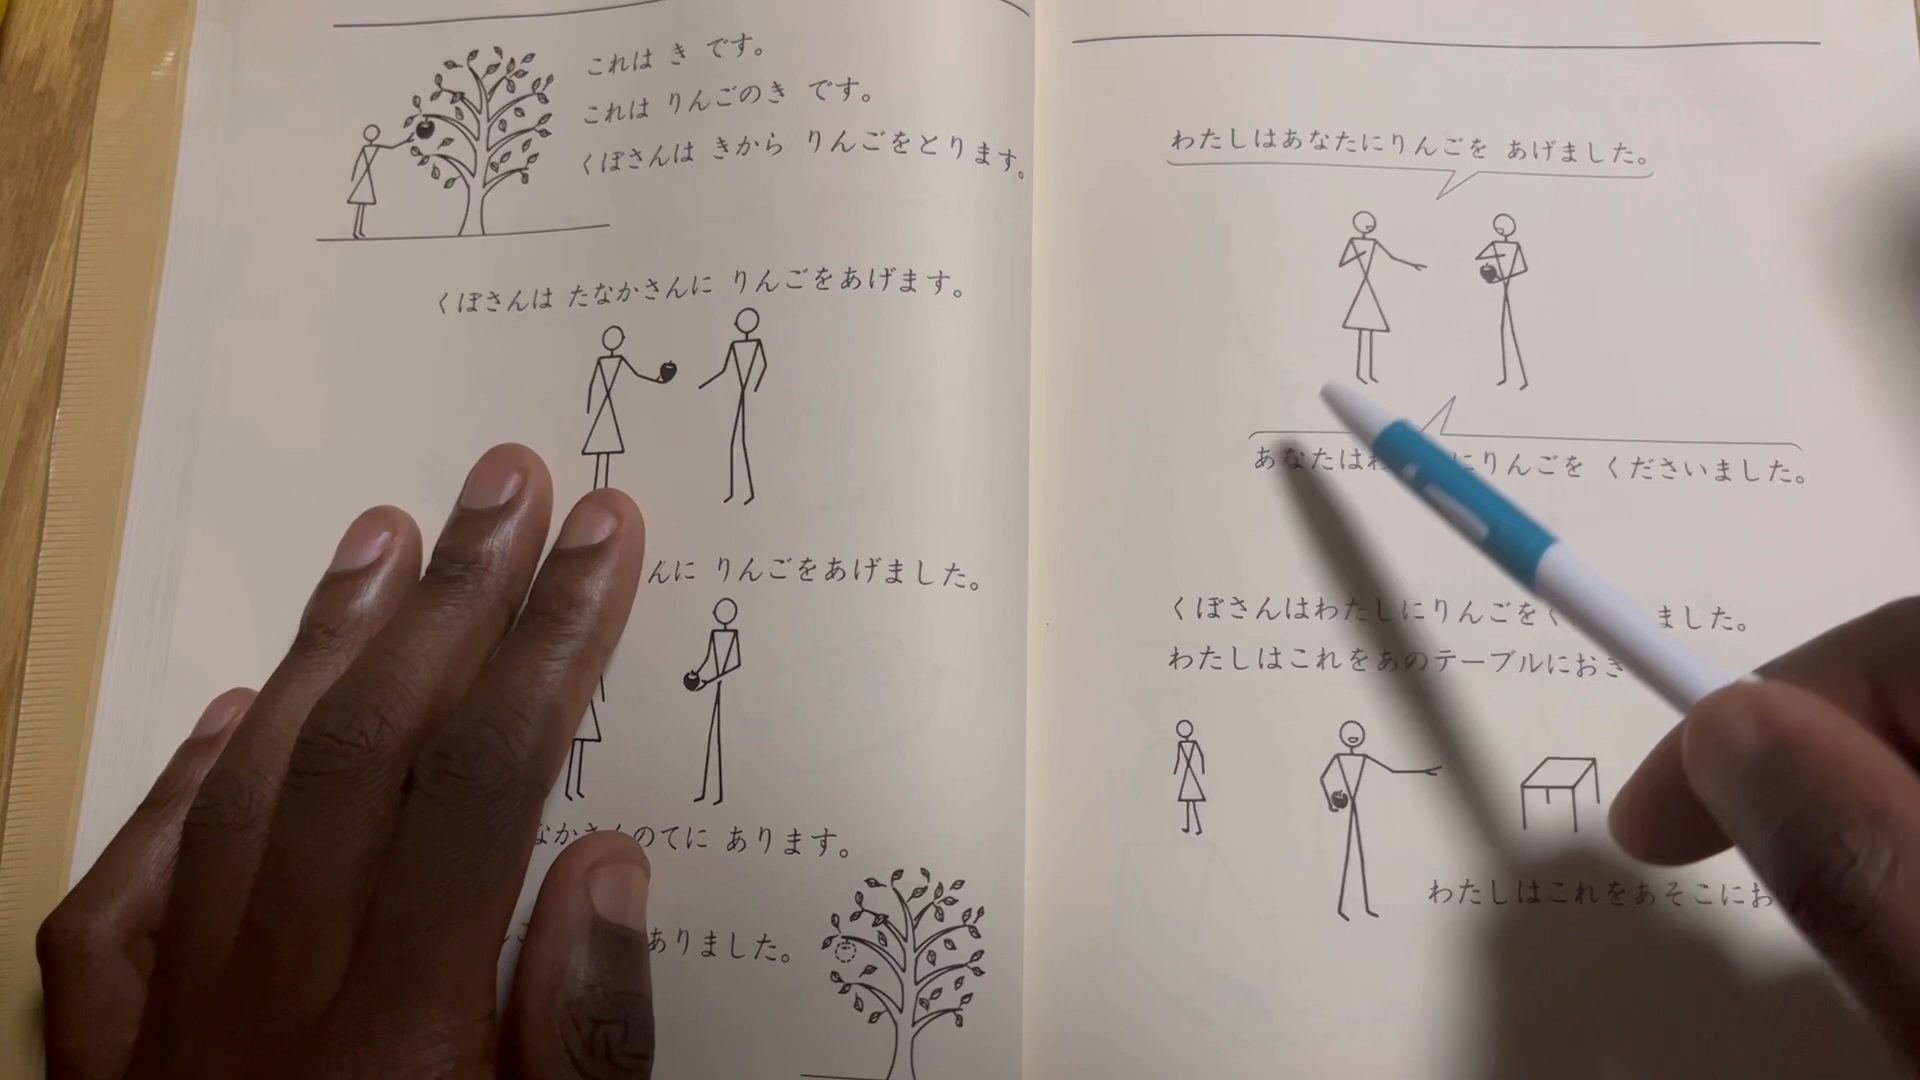 これは き です。
これは りんごのき です。
くぼさんは きから りんごをとります。
くぼさんは たなかさんに りんごをあげます。
んに りんごをあげました。
なかさんのてに あります。
ありました。
わたしはあなたにりんごを あげました。
あなたはわ にりんごを くださいました。
くぼさんはわたしにりんごをく ました。
わたしはこれをあのテーブルにおき
わたしはこれをあそこにお